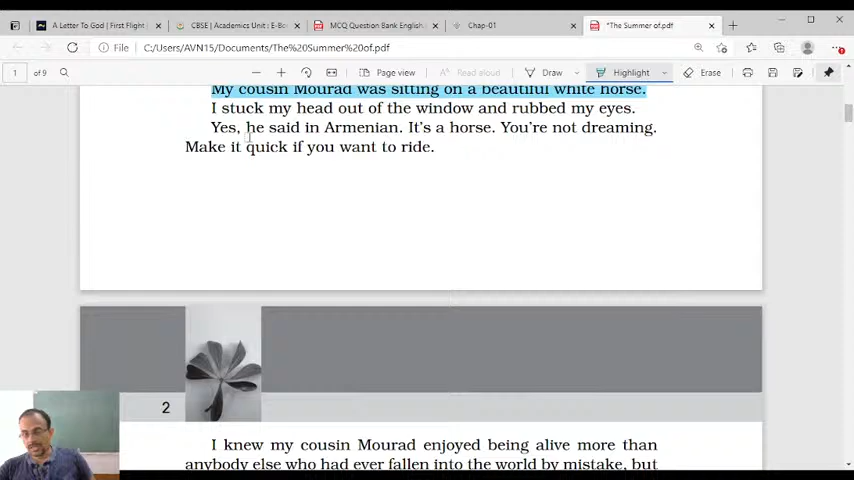 A Letter To God | First Flight
CBSE | Academics Unit : E-Boo
MCQ Question Bank English.
Chap-01
*The Summer of.pdf
File
C:/Users/AVN15/Documents/The%20Summer%20of.pdf
1 of 9
Page view
Read aloud
Draw
Highlight
Erase
My cousin Mourad was sitting on a beautiful white horse.
I stuck my head out of the window and rubbed my eyes.
Yes, he said in Armenian. It's a horse. You're not dreaming.
Make it quick if you want to ride.
2
I knew my cousin Mourad enjoyed being alive more than
anybody else who had ever fallen into the world by mistake, but